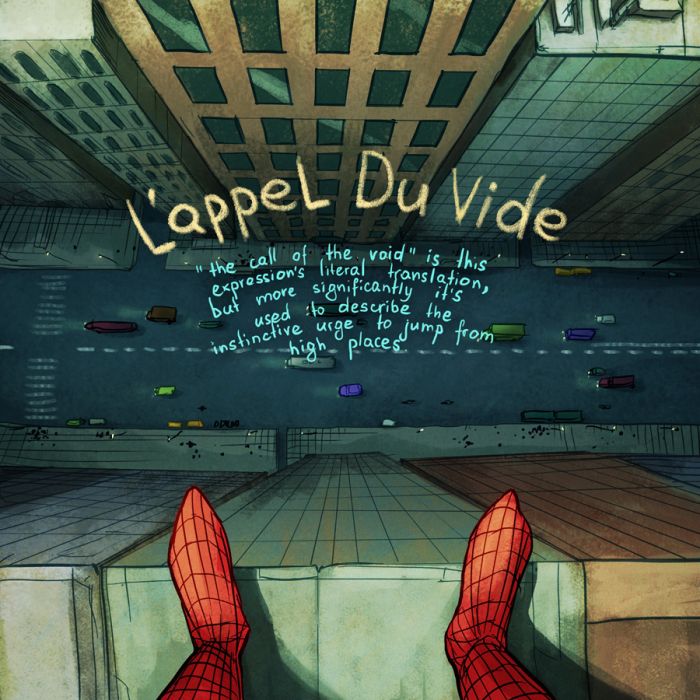 L'appeL Du Vide
"the call of the void" is this
expression's literal translation,
but more significantly it's
used to describe the
instinctive urge to jump from
high places